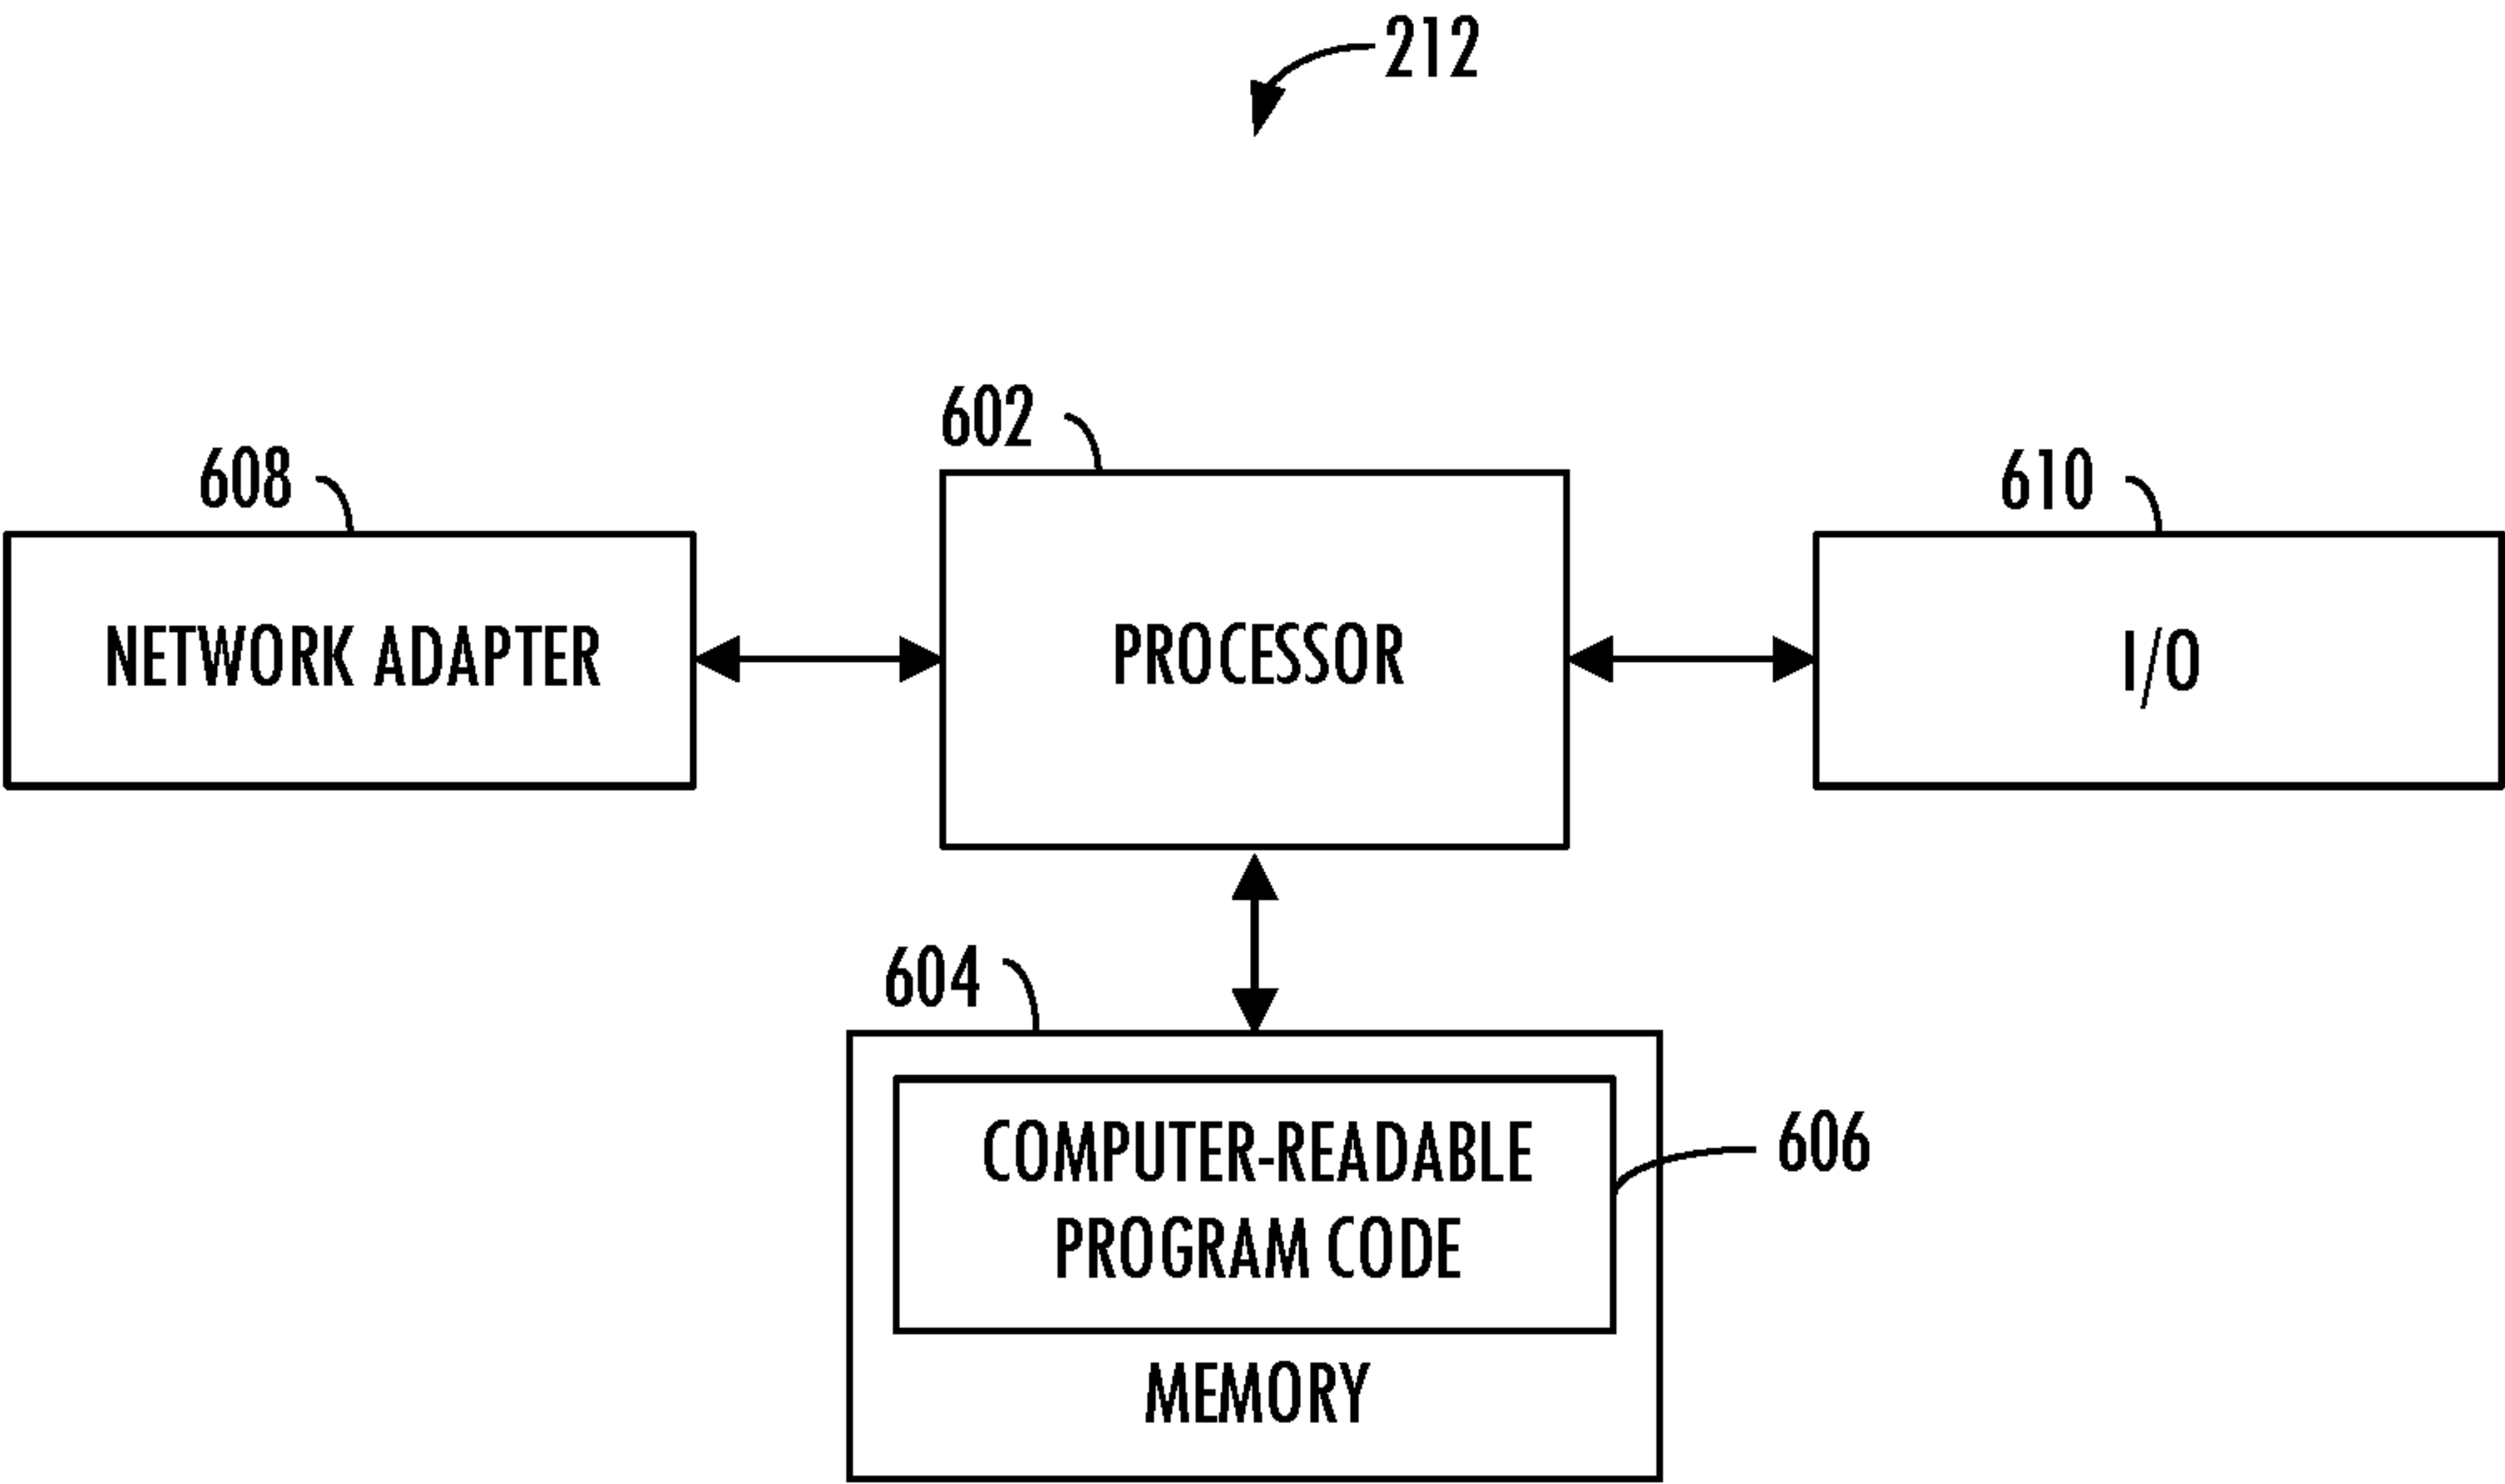 212
602
608
610
NETWORK ADAPTER
PROCESSOR
I/O
604
COMPUTER-READABLE
PROGRAM CODE
606
MEMORY